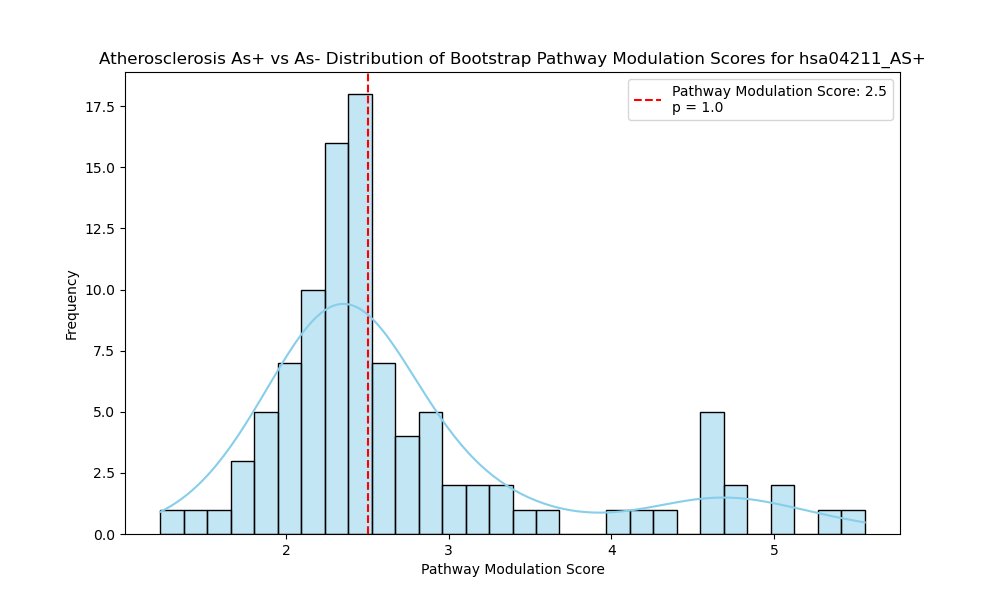 Atherosclerosis As+ vs As- Distribution of Bootstrap Pathway Modulation Scores for hsa04211_AS+
Pathway Modulation Score: 2.5
p = 1.0
17.5
15.0
12.5
10.0
7.5
5.0
2.5
0.0
Frequency
2
3
4
5
Pathway Modulation Score